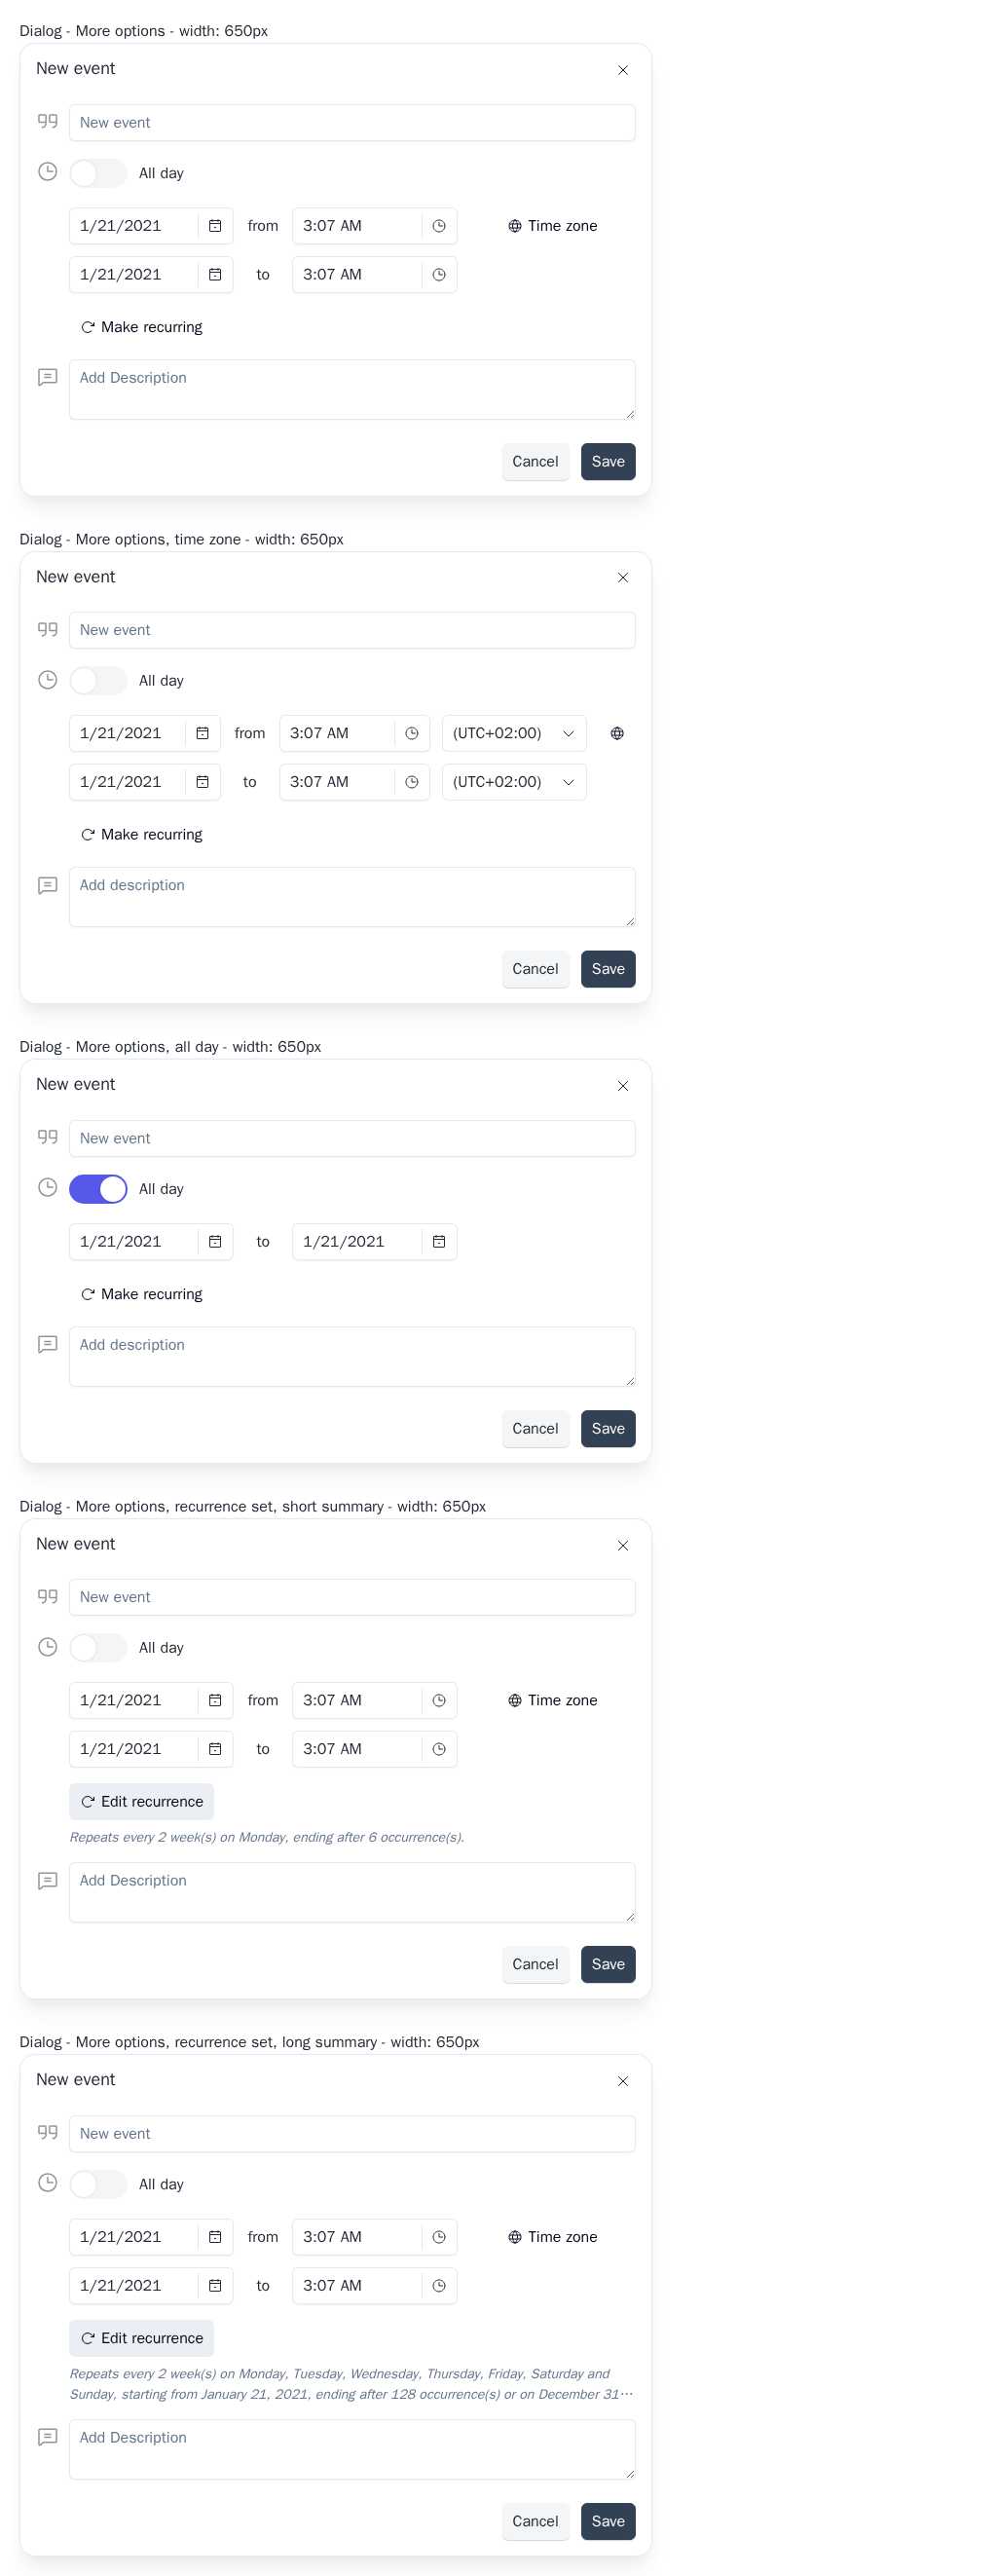 Dialog - More options - width: 650px
New event
New event
All day
1/21/2021 from 3:07 AM Time zone
1/21/2021 to 3:07 AM
Make recurring
Add Description
Cancel Save
Dialog - More options, time zone - width: 650px
New event
New event
All day
1/21/2021 from 3:07 AM (UTC+02:00)
1/21/2021 to 3:07 AM (UTC+02:00)
Make recurring
Add description
Cancel Save
Dialog - More options, all day - width: 650px
New event
New event
All day
1/21/2021 to 1/21/2021
Make recurring
Add description
Cancel Save
Dialog - More options, recurrence set, short summary - width: 650px
New event
New event
All day
1/21/2021 from 3:07 AM Time zone
1/21/2021 to 3:07 AM
Edit recurrence
Repeats every 2 week(s) on Monday, ending after 6 occurrence(s).
Add Description
Cancel Save
Dialog - More options, recurrence set, long summary - width: 650px
New event
New event
All day
1/21/2021 from 3:07 AM Time zone
1/21/2021 to 3:07 AM
Edit recurrence
Repeats every 2 week(s) on Monday, Tuesday, Wednesday, Thursday, Friday, Saturday and
Sunday, starting from January 21, 2021, ending after 128 occurrence(s) or on December 31…
Add Description
Cancel Save